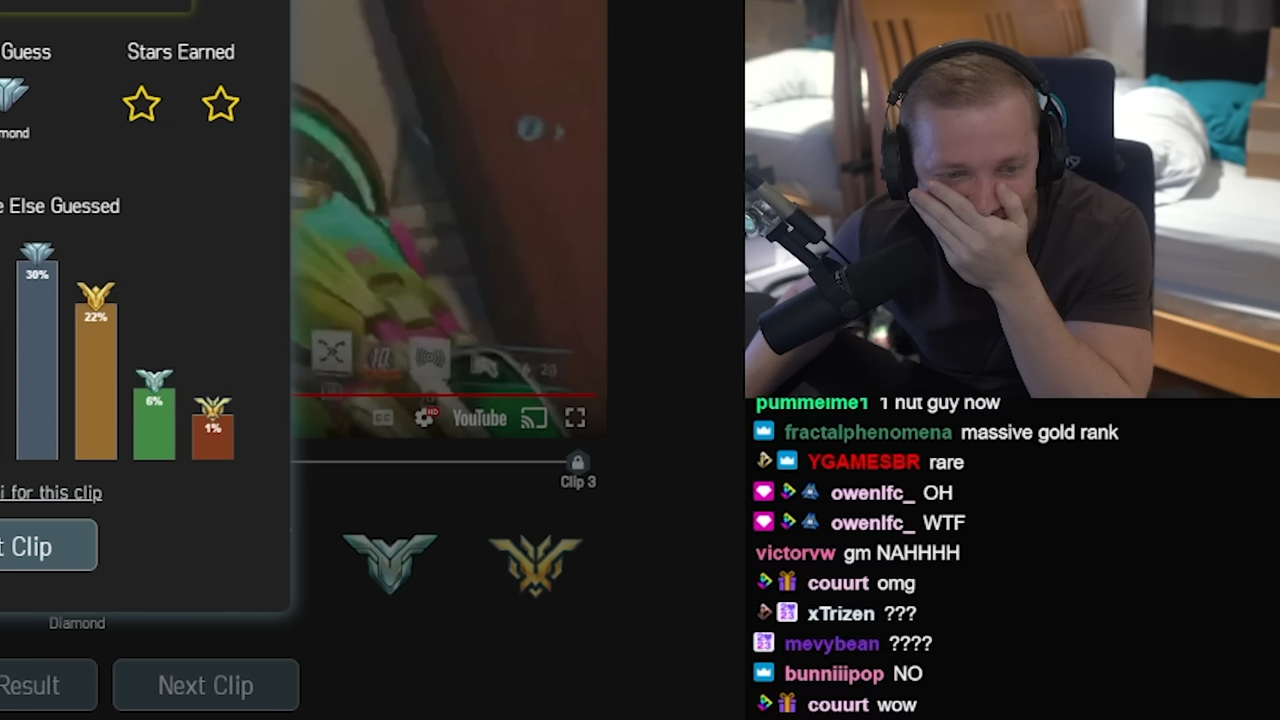 Guess
Stars Earned
mond
e Else Guessed
30%
22%
6%
1%
i for this clip
t Clip
Diamond
Result
Next Clip
HD
YouTube
Clip 3
pummelme1 1 nut guy now
fractalphenomena massive gold rank
YGAMESBR rare
owenlfc_ OH
owenlfc_ WTF
victorvw gm NAHHHH
couurt omg
xTrizen ???
mevybean ????
bunniiipop NO
couurt wow